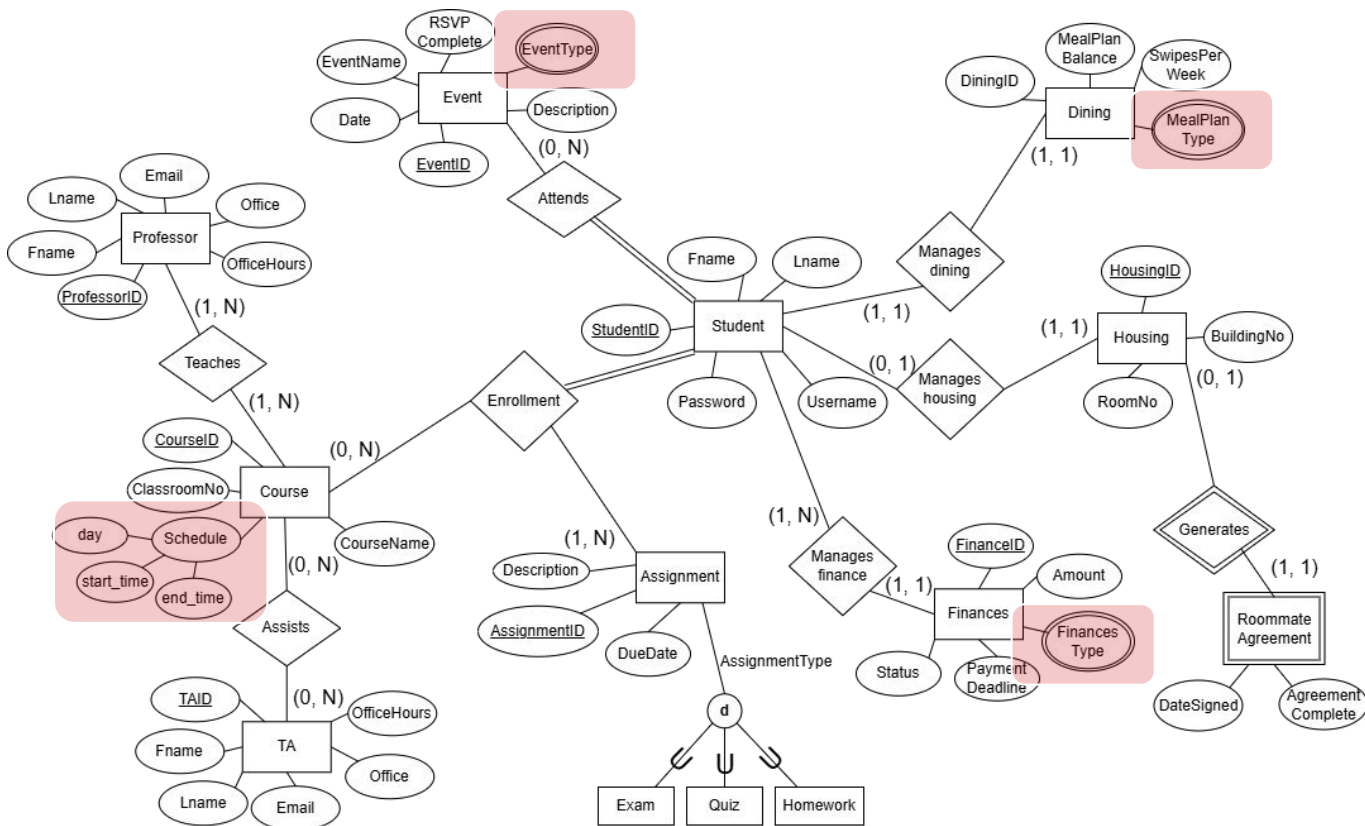 RSVP
Complete
EventType
EventName
Event
Date
Description
EventID
(0, N)
Attends
MealPlan
Balance
SwipesPer
Week
DiningID
Dining
MealPlan
Type
(1, 1)
Manages
dining
(1, 1)
Email
Lname
Office
Professor
Fname
OfficeHours
ProfessorID
(1, N)
Teaches
(1, N)
Fname
Lname
StudentID
Student
Password
Username
HousingID
(1, 1)
Housing
BuildingNo
(0, 1)
(0, 1)
Manages
housing
RoomNo
Enrollment
CourseID
(0, N)
ClassroomNo
Course
day
Schedule
CourseName
start_time
end_time
(0, N)
Assists
(0, N)
TAID
OfficeHours
Fname
TA
Office
Lname
Email
(1, N)
Description
Assignment
AssignmentID
DueDate
AssignmentType
d
Exam
Quiz
Homework
(1, N)
Manages
finance
(1, 1)
FinanceID
Amount
Finances
Finances
Type
Status
Payment
Deadline
Generates
(1, 1)
Roommate
Agreement
DateSigned
Agreement
Complete